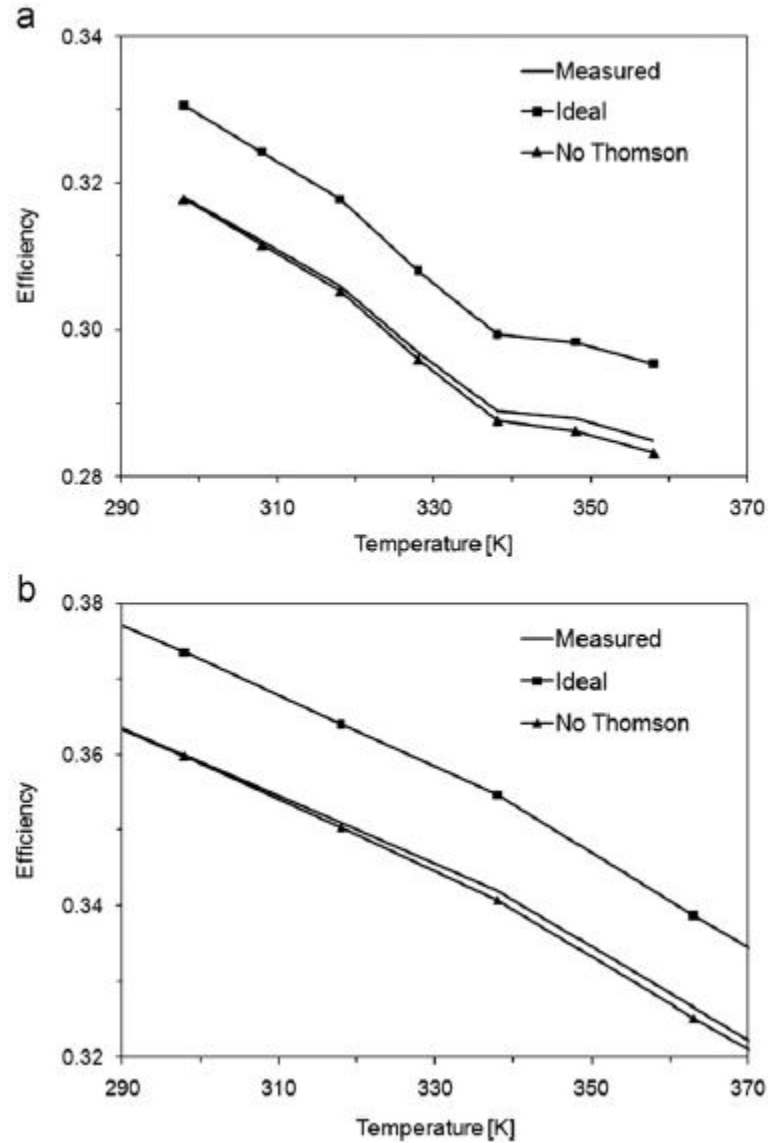 a
0.34
Measured
Ideal
No Thomson
0.32
Efficiency
0.30
0.28
290 310 330 350 370
Temperature [K]
b
0.38
Measured
Ideal
No Thomson
0.36
Efficiency
0.34
0.32
290 310 330 350 370
Temperature [K]